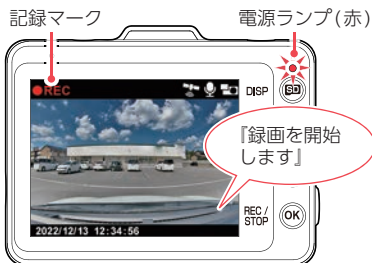 記録マーク
電源ランプ(赤)
●REC
DISP
SD
『録画を開始
します』
REC/
STOP
OK
2022/12/13 12:34:56